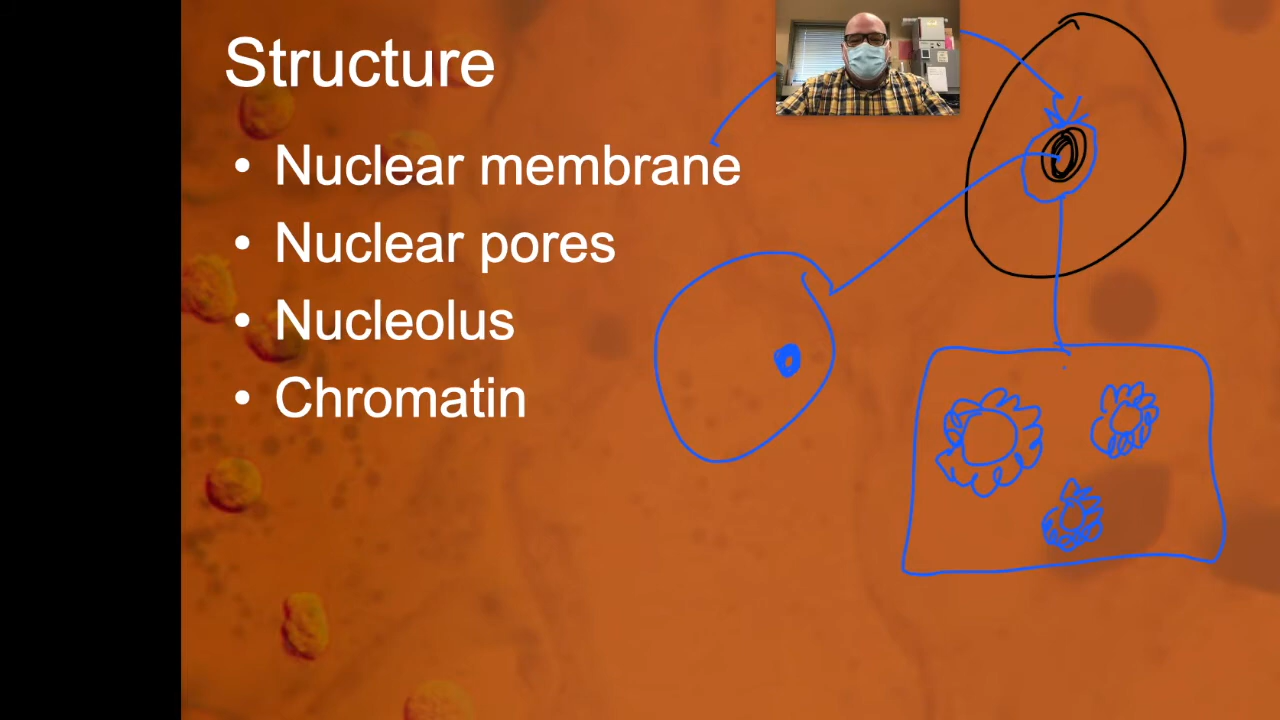 Structure
• Nuclear membrane
• Nuclear pores
• Nucleolus
• Chromatin